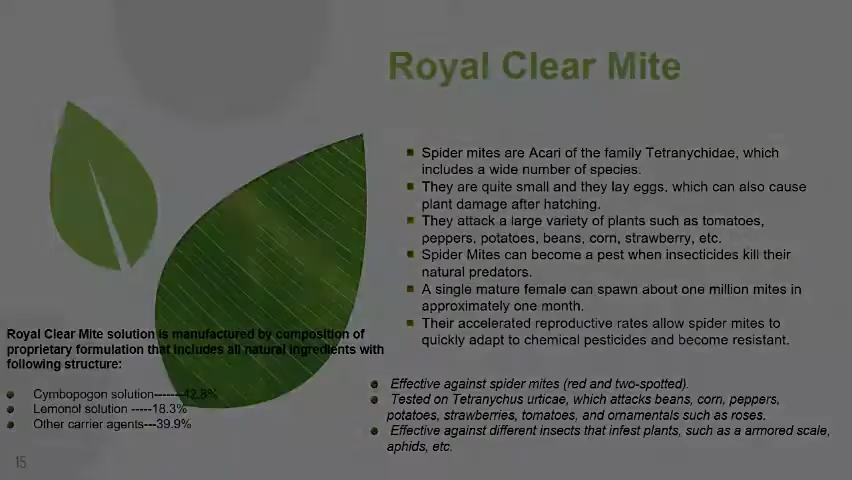 Royal Clear Mite
Spider mites are Acari of the family Tetranychidae, which
includes a wide number of species.
They are quite small and they lay eggs, which can also cause
plant damage after hatching.
They attack a large variety of plants such as tomatoes,
peppers, potatoes, beans, corn, strawberry, etc.
Spider Mites can become a pest when insecticides kill their
natural predators.
A single mature female can spawn about one million mites in
approximately one month.
Their accelerated reproductive rates allow spider mites to
quickly adapt to chemical pesticides and become resistant.
Royal Clear Mite solution is manufactured by composition of
proprietary formulation that includes all natural ingredients with
following structure:
Cymbopogon solution-------42.8%
Lemonol solution -----18.3%
Other carrier agents---39.9%
Effective against spider mites (red and two-spotted).
Tested on Tetranychus urticae, which attacks beans, corn, peppers,
potatoes, strawberries, tomatoes, and ornamentals such as roses.
Effective against different insects that infest plants, such as a armored scale,
aphids, etc.
15